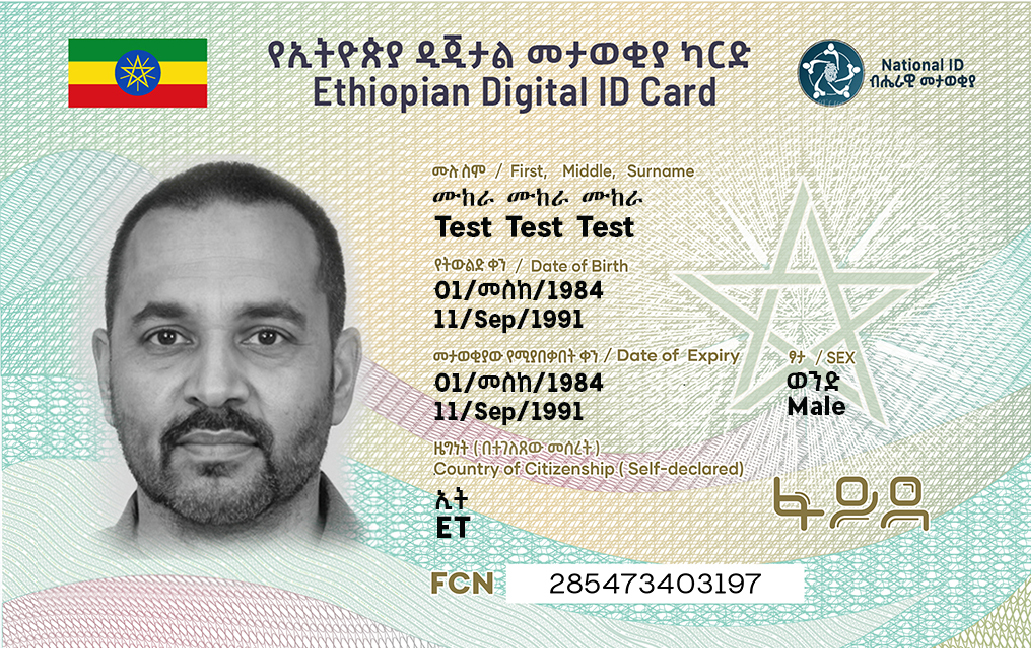 የኢትዮጵያ ዲጂታል መታወቂያ ካርድ
Ethiopian Digital ID Card
National ID
ብሔራዊ መታወቂያ
ሙሉ ስም / First, Middle, Surname
ሙከራ ሙከራ ሙከራ
Test Test Test
የትውልድ ቀን / Date of Birth
01/መስከ/1984
11/Sep/1991
መታወቂያው የሚያበቃበት ቀን / Date of Expiry
01/መስከ/1984
11/Sep/1991
ፆታ / SEX
ወንድ
Male
ዜግነት ( በተገለጸው መሰረት )
Country of Citizenship ( Self-declared)
ኢት
ET
ፋይዳ
FCN 285473403197